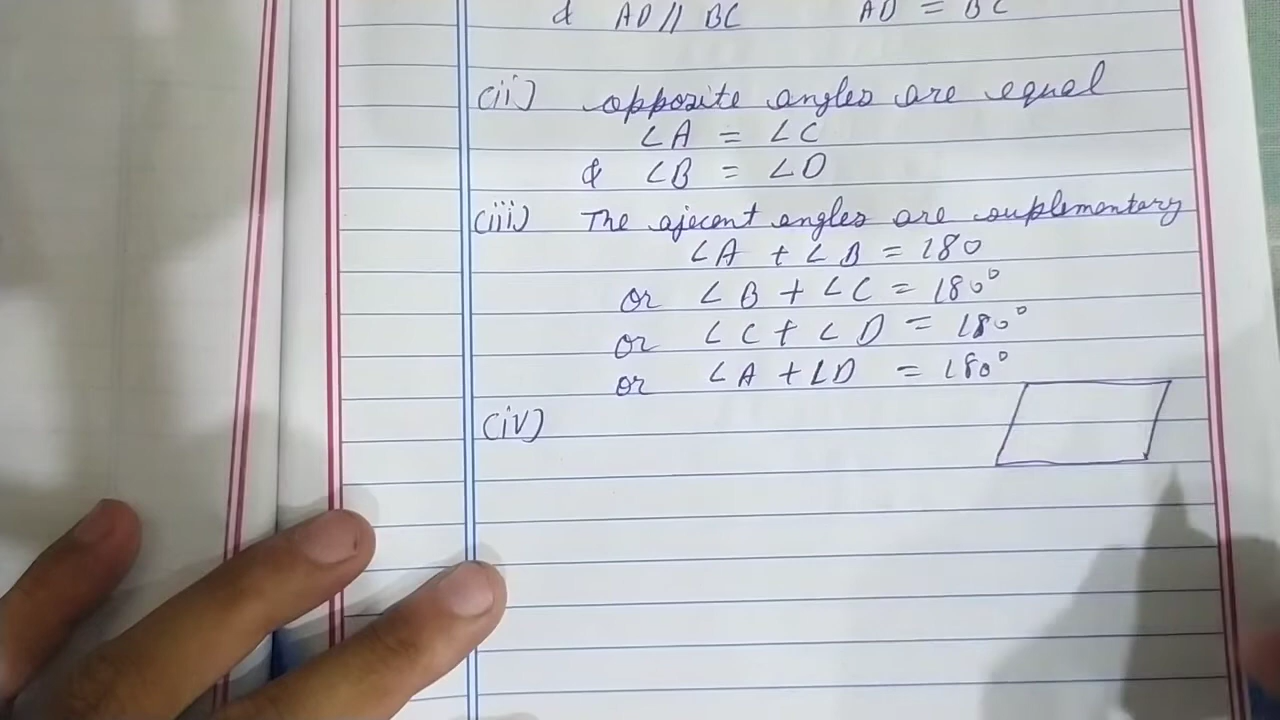 & AD // BC AD = BC
(ii) opposite angles are equal
∠A = ∠C
& ∠B = ∠D
(iii) The ajecent angles are suplementary
∠A + ∠B = 180
or ∠B + ∠C = 180°
or ∠C + ∠D = 180°
or ∠A + ∠D = 180°
(iv)